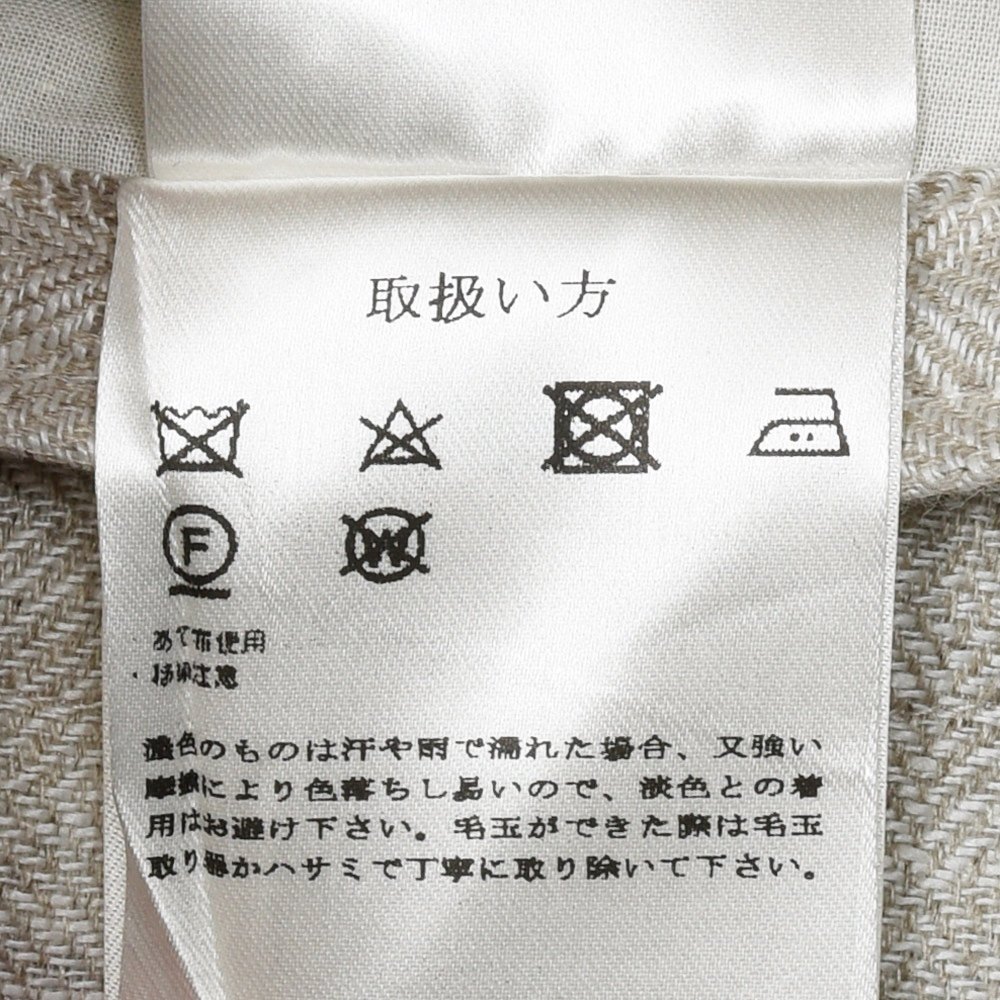 取扱い方
F
W
あて布使用
濃色のものは汗や雨で濡れた場合、又強い
摩擦により色落ちし易いので、淡色との着
用はお避け下さい。毛玉ができた際は毛玉
取り器かハサミで丁寧に取り除いて下さい。